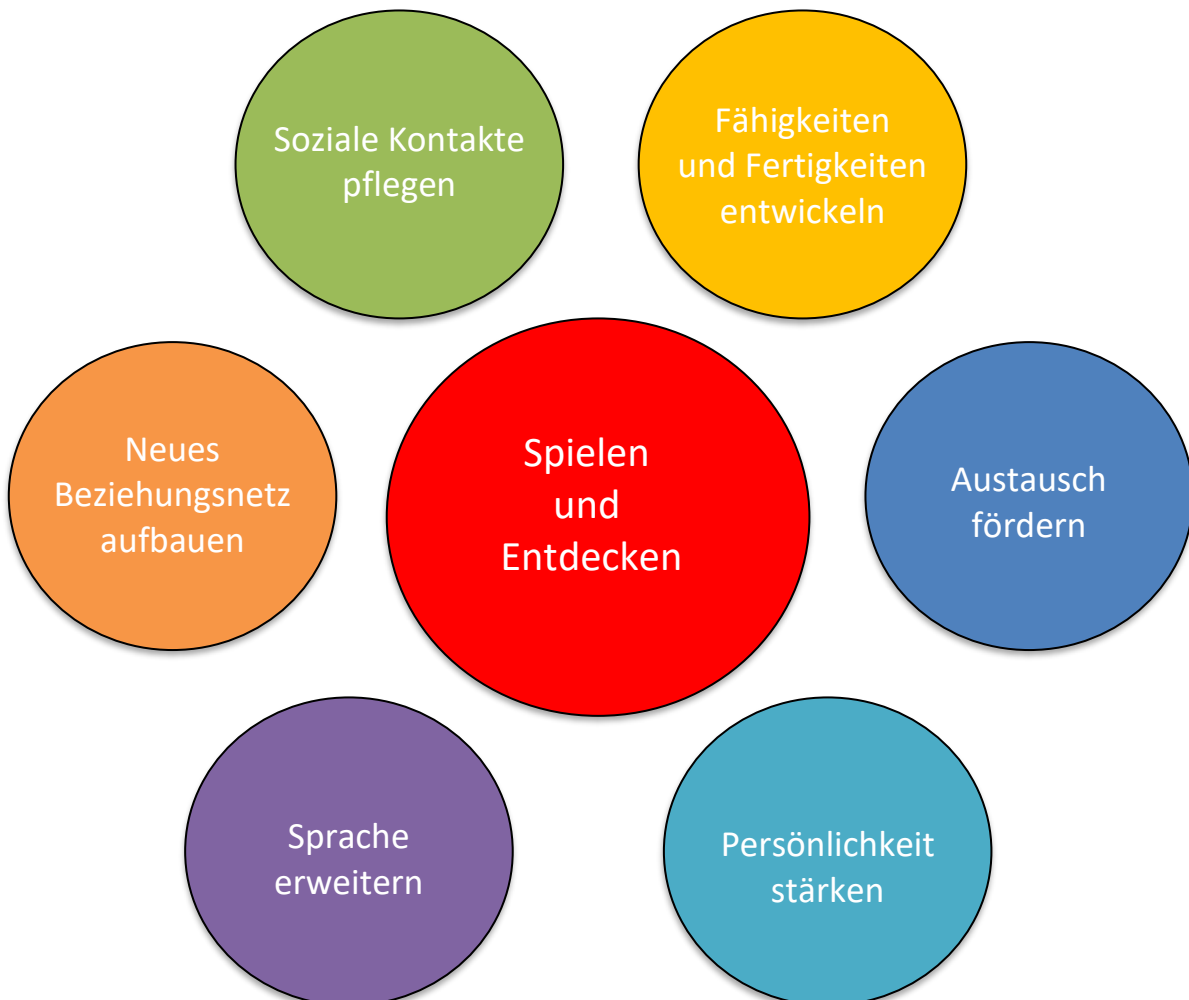 Soziale Kontakte
pflegen
Fähigkeiten
und Fertigkeiten
entwickeln
Neues
Beziehungsnetz
aufbauen
Spielen
und
Entdecken
Austausch
fördern
Sprache
erweitern
Persönlichkeit
stärken